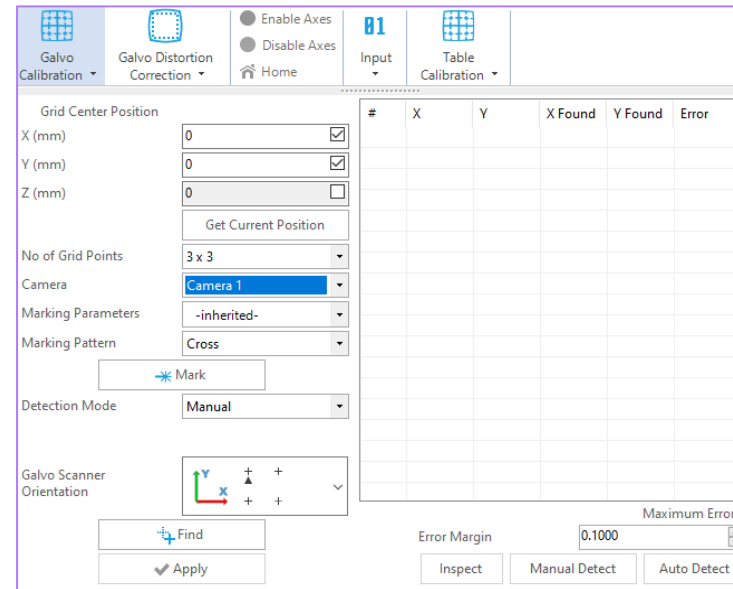 Galvo
Calibration
Galvo Distortion
Correction
Enable Axes
Disable Axes
Home
01
Input
Table
Calibration
Grid Center Position
X (mm)
0
Y (mm)
0
Z (mm)
0
Get Current Position
No of Grid Points
3 x 3
Camera
Camera 1
Marking Parameters
-inherited-
Marking Pattern
Cross
Mark
Detection Mode
Manual
Galvo Scanner
Orientation
Y
X
Find
Apply
# X Y X Found Y Found Error
Maximum Error
Error Margin
0.1000
Inspect
Manual Detect
Auto Detect